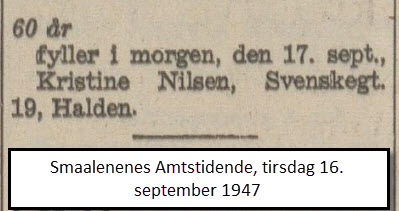 60 år
fyller i morgen, den 17. sept.,
Kristine Nilsen, Svenskegt.
19, Halden.
Smaalenenes Amtstidende, tirsdag 16.
september 1947